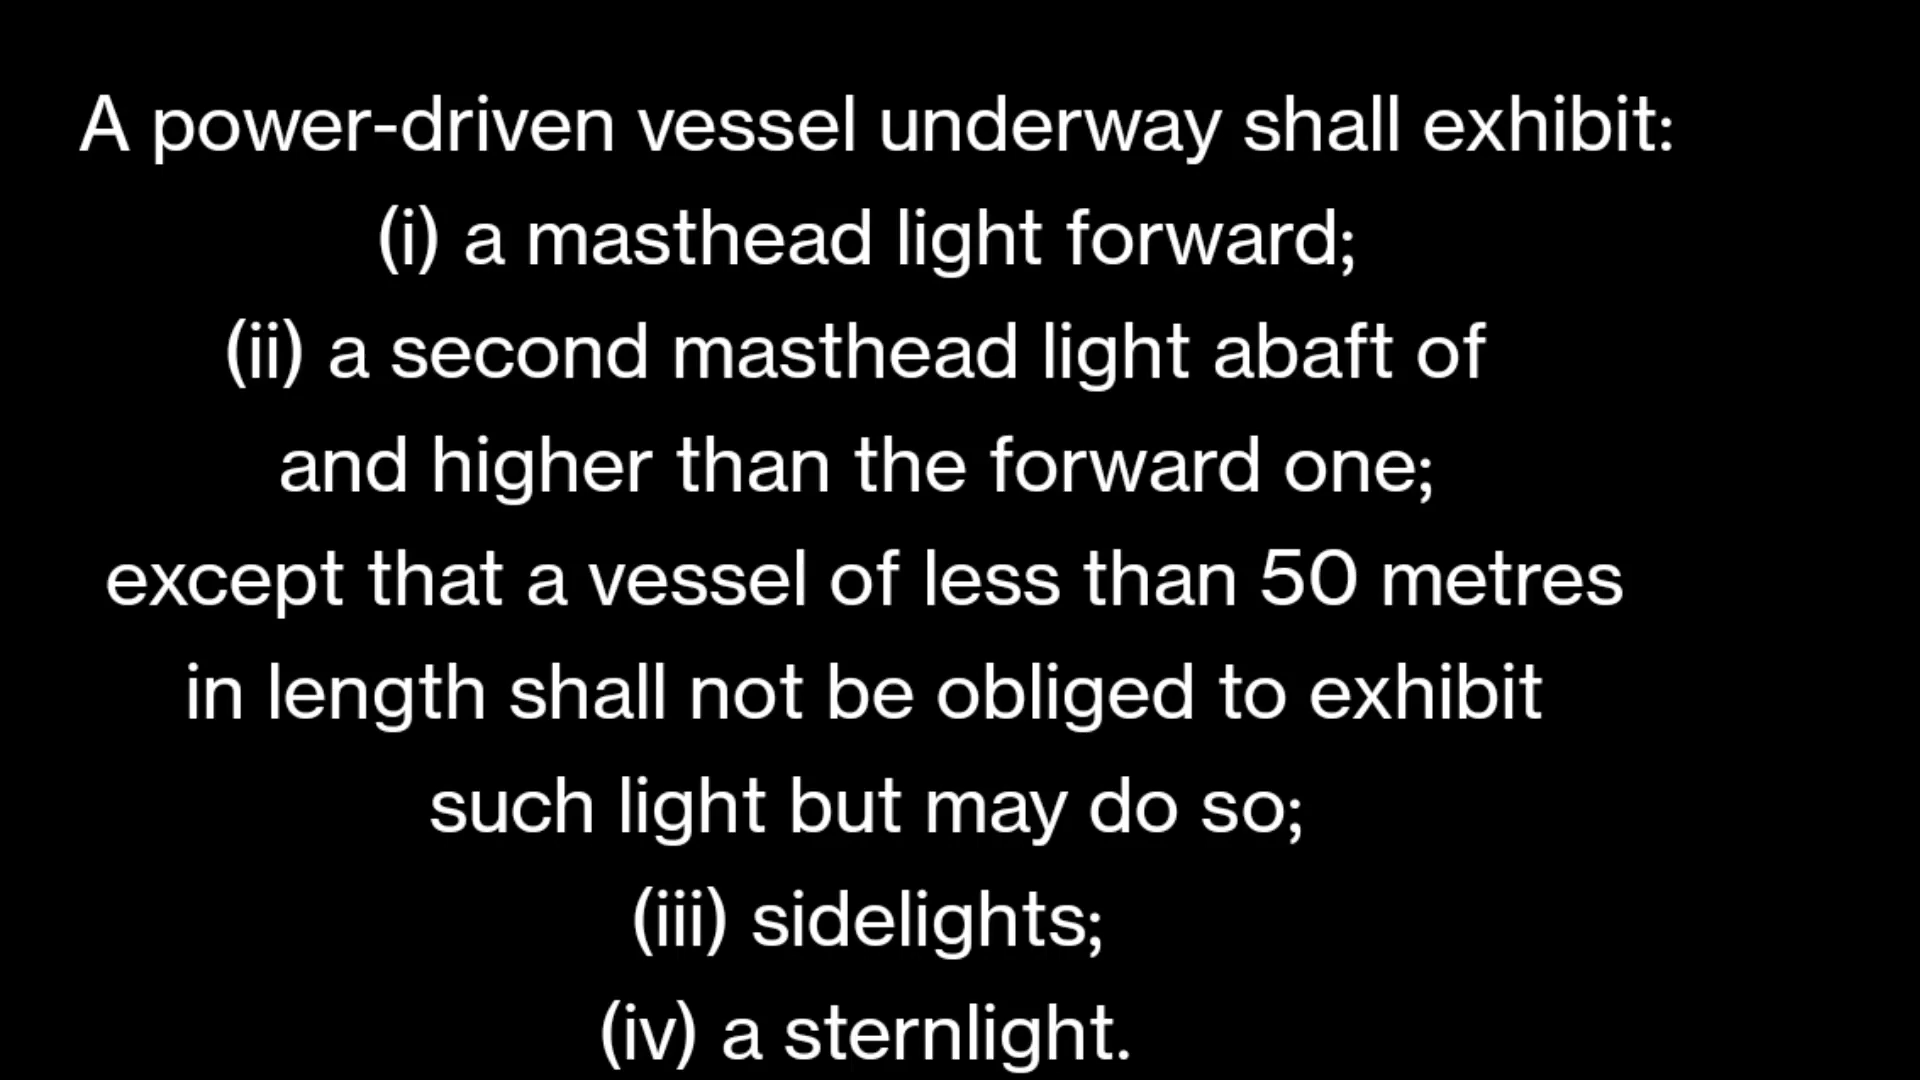 A power-driven vessel underway shall exhibit:
(i) a masthead light forward;
(ii) a second masthead light abaft of
and higher than the forward one;
except that a vessel of less than 50 metres
in length shall not be obliged to exhibit
such light but may do so;
(iii) sidelights;
(iv) a sternlight.